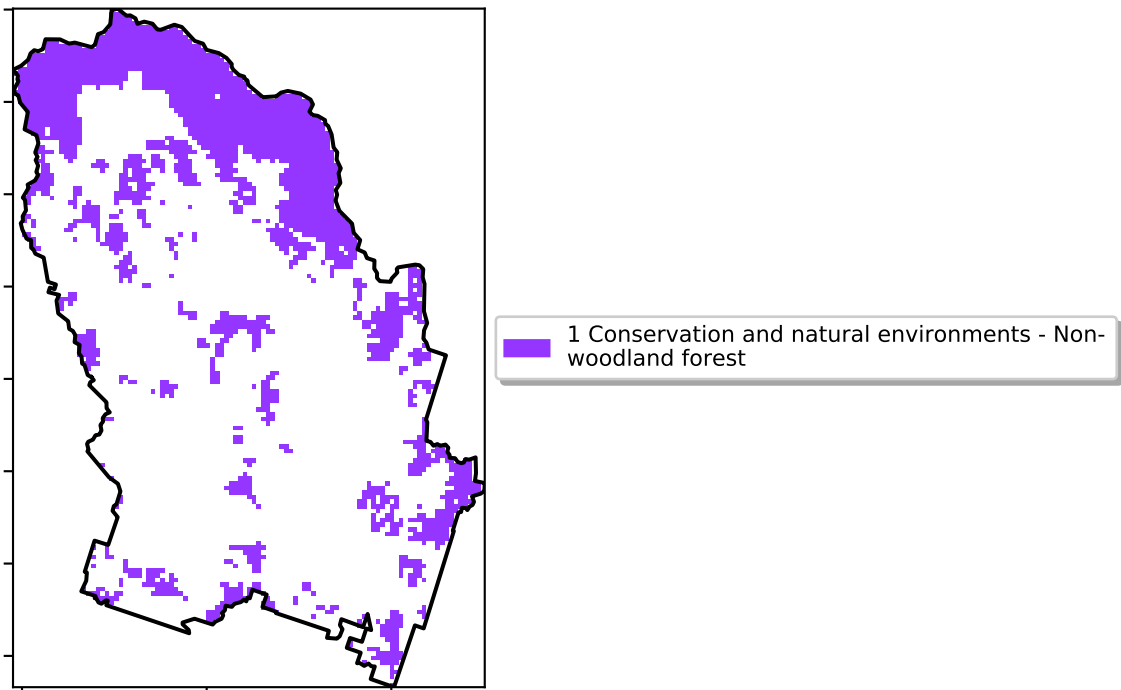 1 Conservation and natural environments - Non-
woodland forest